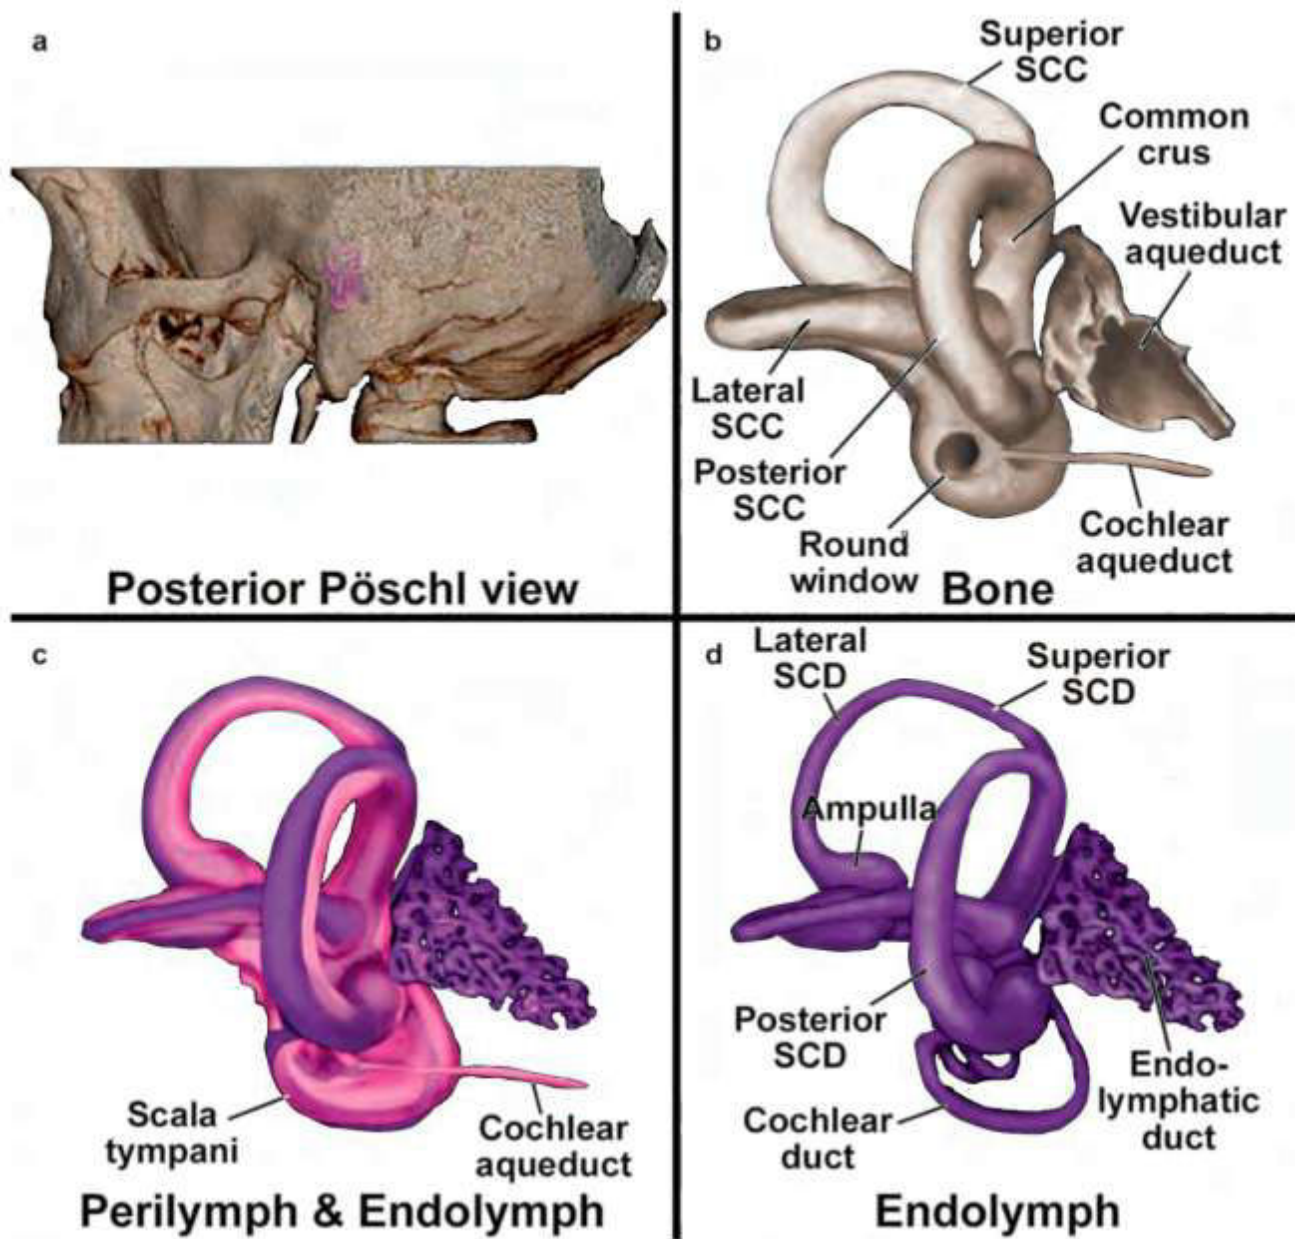 a
Posterior Pöschl view
b
Superior
SCC
Common
crus
Vestibular
aqueduct
Lateral
SCC
Posterior
SCC
Round
window
Cochlear
aqueduct
Bone
c
Scala
tympani
Cochlear
aqueduct
Perilymph & Endolymph
d
Lateral
SCD
Superior
SCD
Ampulla
Posterior
SCD
Cochlear
duct
Endo-
lymphatic
duct
Endolymph